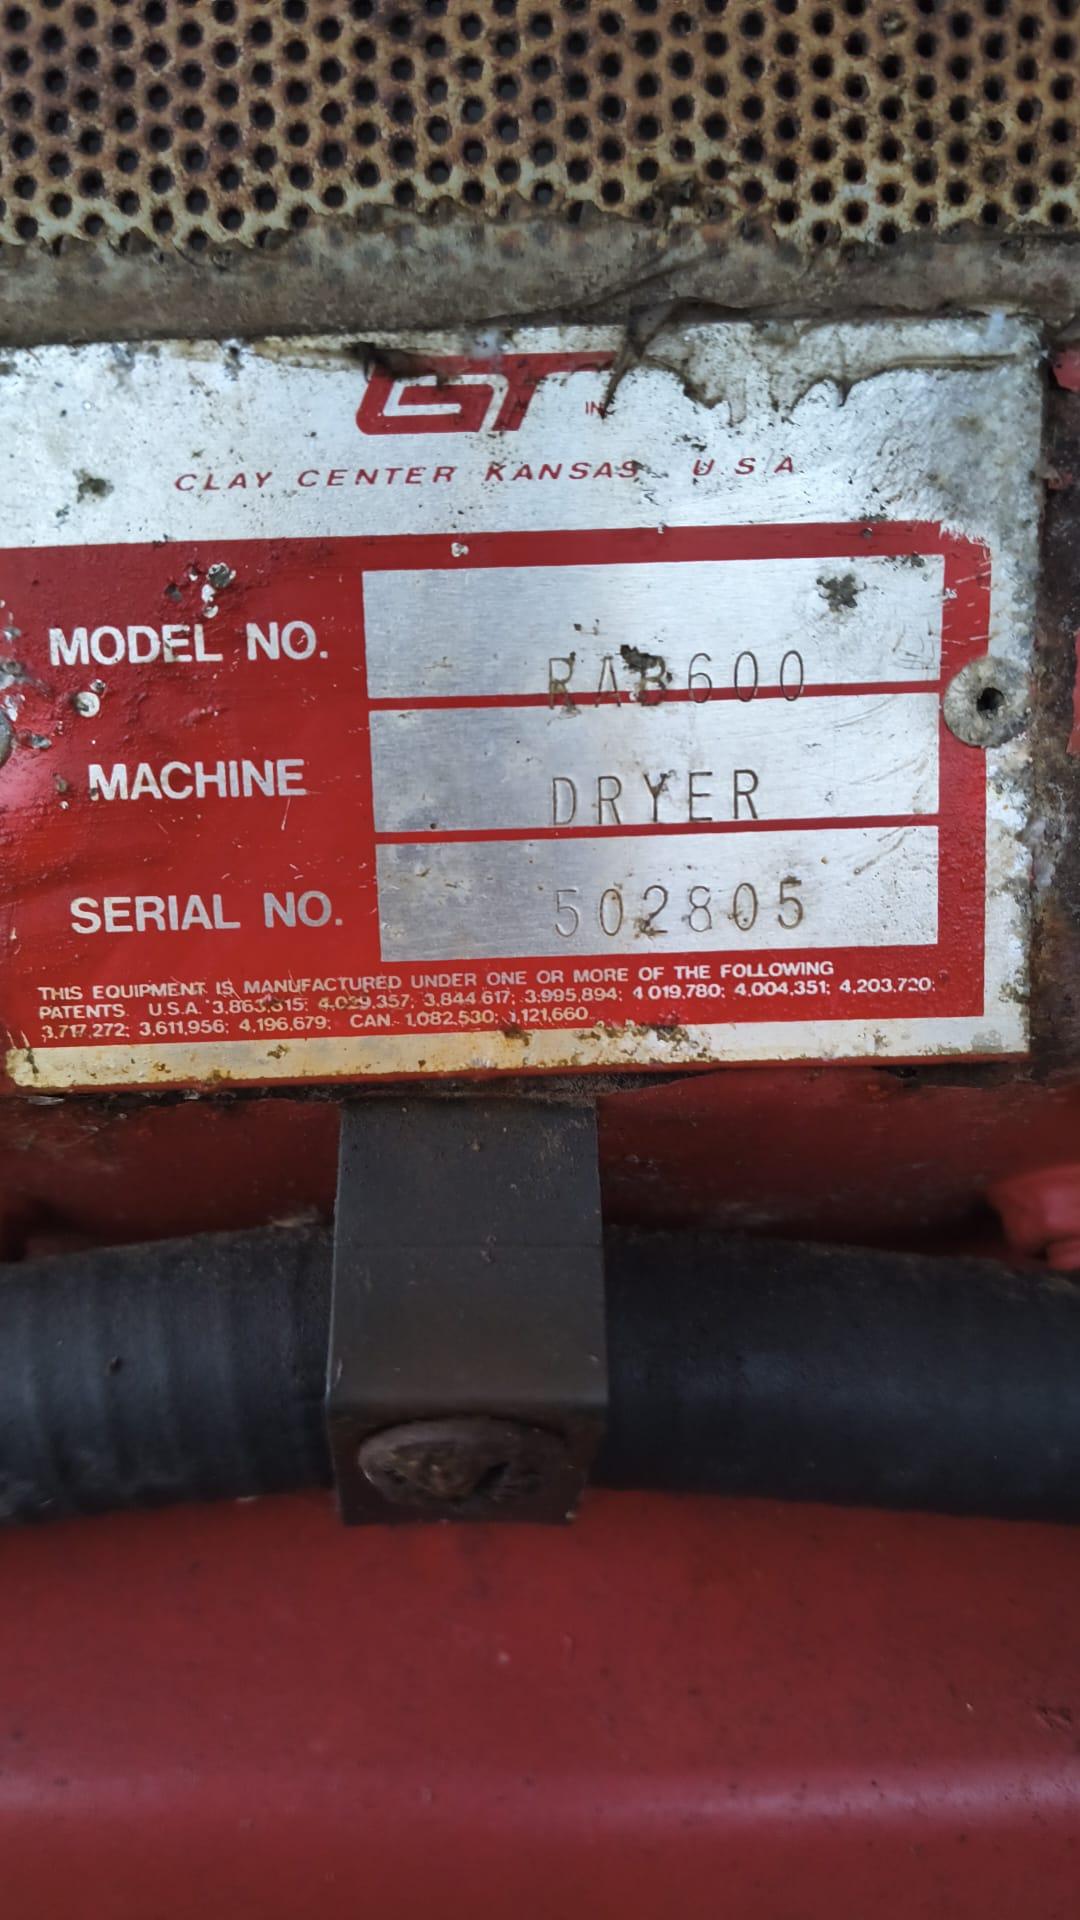 GT INC
CLAY CENTER KANSAS U S A
MODEL NO. RAB600
MACHINE DRYER
SERIAL NO. 502805
THIS EQUIPMENT IS MANUFACTURED UNDER ONE OR MORE OF THE FOLLOWING
PATENTS. U.S.A. 3,863,615; 4,029,357; 3,844,617; 3,995,894; 4 019,780; 4,004,351; 4,203,720;
3,717,272; 3,611,956; 4,196,679; CAN. 1,082,530; 1,121,660